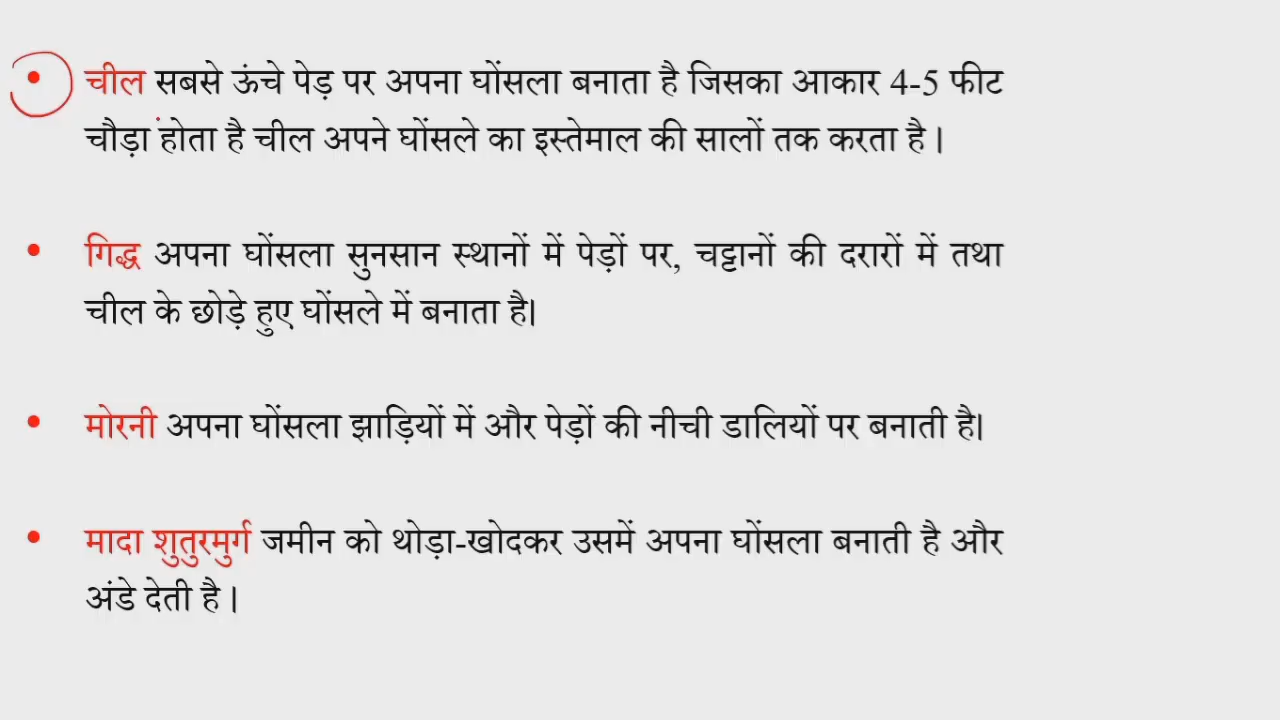 • चील सबसे ऊंचे पेड़ पर अपना घोंसला बनाता है जिसका आकार 4-5 फीट
चौड़ा होता है चील अपने घोंसले का इस्तेमाल की सालों तक करता है |
• गिद्ध अपना घोंसला सुनसान स्थानों में पेड़ों पर, चट्टानों की दरारों में तथा
चील के छोड़े हुए घोंसले में बनाता है।
• मोरनी अपना घोंसला झाड़ियों में और पेड़ों की नीची डालियों पर बनाती है।
• मादा शुतुरमुर्ग जमीन को थोड़ा-खोदकर उसमें अपना घोंसला बनाती है और
अंडे देती है |